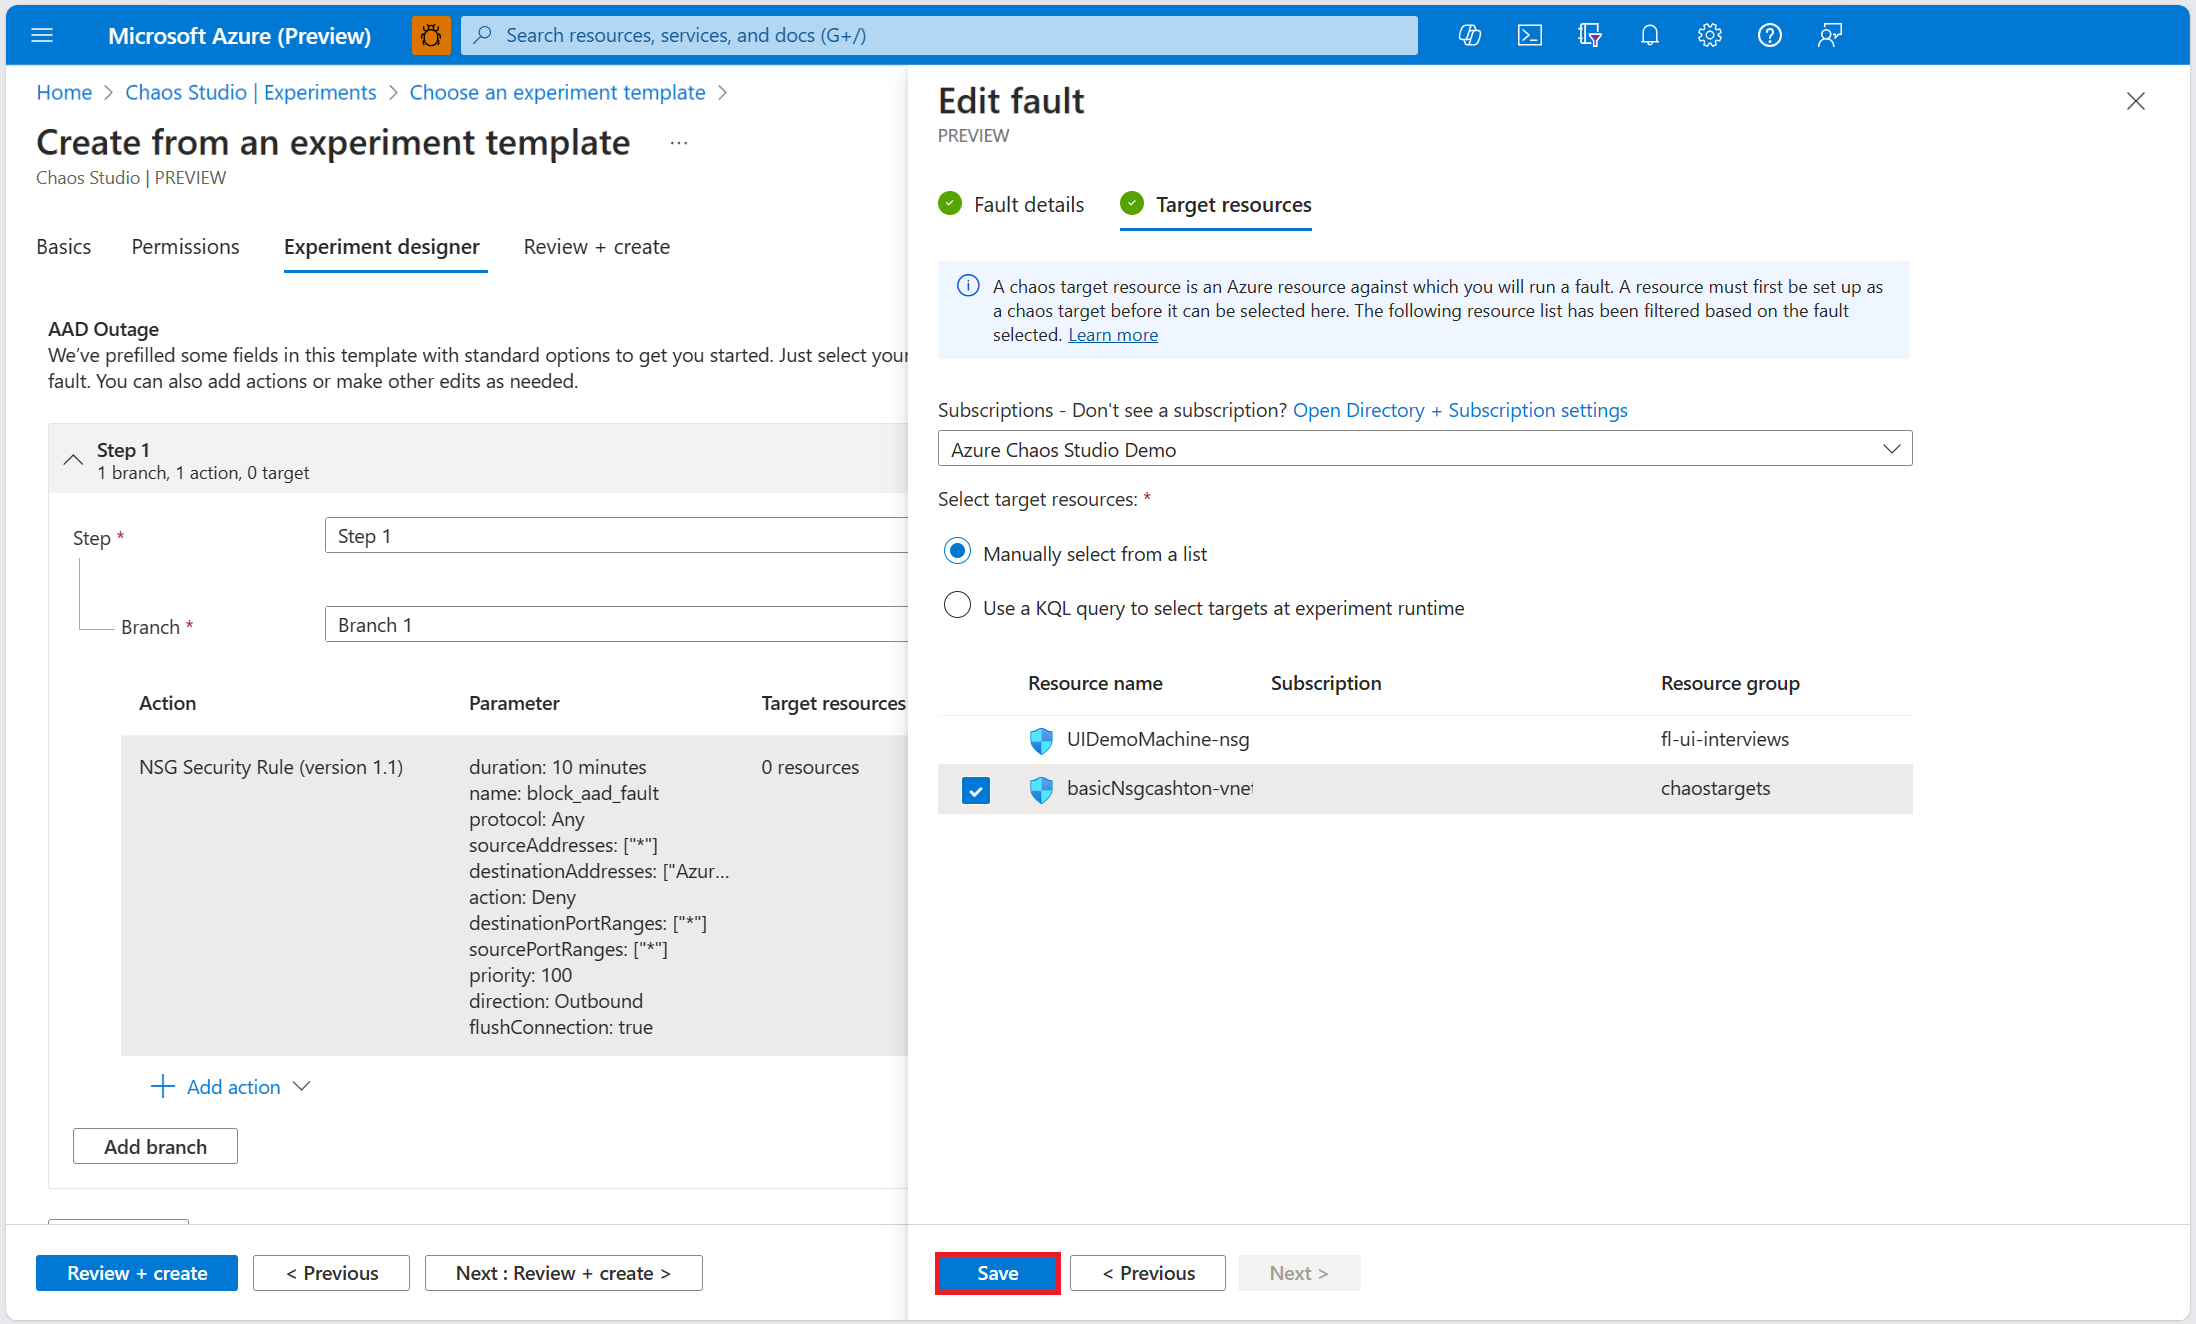 Microsoft Azure (Preview)
Search resources, services, and docs (G+/)
Home > Chaos Studio | Experiments > Choose an experiment template >
Create from an experiment template ...
Chaos Studio | PREVIEW
Basics Permissions Experiment designer Review + create
AAD Outage
We've prefilled some fields in this template with standard options to get you started. Just select your
fault. You can also add actions or make other edits as needed.
Step 1
1 branch, 1 action, 0 target
Step *
Step 1
Branch *
Branch 1
Action Parameter Target resources
NSG Security Rule (version 1.1)
duration: 10 minutes
name: block_aad_fault
protocol: Any
sourceAddresses: ["*"]
destinationAddresses: ["Azur...
action: Deny
destinationPortRanges: ["*"]
sourcePortRanges: ["*"]
priority: 100
direction: Outbound
flushConnection: true
0 resources
Add action
Add branch
Review + create
< Previous
Next : Review + create >
Edit fault
PREVIEW
Fault details Target resources
A chaos target resource is an Azure resource against which you will run a fault. A resource must first be set up as
a chaos target before it can be selected here. The following resource list has been filtered based on the fault
selected. Learn more
Subscriptions - Don't see a subscription? Open Directory + Subscription settings
Azure Chaos Studio Demo
Select target resources: *
Manually select from a list
Use a KQL query to select targets at experiment runtime
Resource name Subscription Resource group
UIDemoMachine-nsg fl-ui-interviews
basicNsgcashton-vnet chaostargets
Save
< Previous
Next >